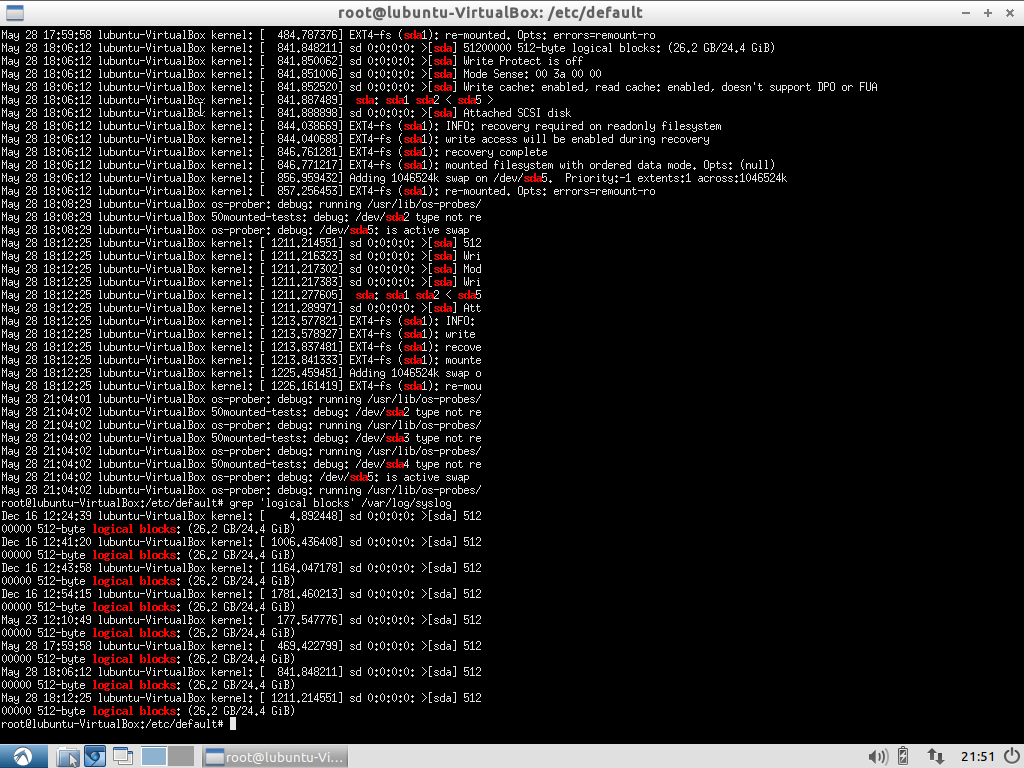 root@lubuntu-VirtualBox: /etc/default
May 28 17:59:58 lubuntu-VirtualBox kernel: [  484.787376] EXT4-fs (sda1): re-mounted. Opts: errors=remount-ro
May 28 18:06:12 lubuntu-VirtualBox kernel: [  841.848211] sd 0:0:0:0: >[sda] 51200000 512-byte logical blocks: (26.2 GB/24.4 GiB)
May 28 18:06:12 lubuntu-VirtualBox kernel: [  841.850062] sd 0:0:0:0: >[sda] Write Protect is off
May 28 18:06:12 lubuntu-VirtualBox kernel: [  841.851006] sd 0:0:0:0: >[sda] Mode Sense: 00 3a 00 00
May 28 18:06:12 lubuntu-VirtualBox kernel: [  841.852520] sd 0:0:0:0: >[sda] Write cache: enabled, read cache: enabled, doesn't support DPO or FUA
May 28 18:06:12 lubuntu-VirtualBox kernel: [  841.887489]  sda: sda1 sda2 < sda5 >
May 28 18:06:12 lubuntu-VirtualBox kernel: [  841.888898] sd 0:0:0:0: >[sda] Attached SCSI disk
May 28 18:06:12 lubuntu-VirtualBox kernel: [  844.038669] EXT4-fs (sda1): INFO: recovery required on readonly filesystem
May 28 18:06:12 lubuntu-VirtualBox kernel: [  844.040688] EXT4-fs (sda1): write access will be enabled during recovery
May 28 18:06:12 lubuntu-VirtualBox kernel: [  846.761281] EXT4-fs (sda1): recovery complete
May 28 18:06:12 lubuntu-VirtualBox kernel: [  846.771217] EXT4-fs (sda1): mounted filesystem with ordered data mode. Opts: (null)
May 28 18:06:12 lubuntu-VirtualBox kernel: [  856.959432] Adding 1046524k swap on /dev/sda5.  Priority:-1 extents:1 across:1046524k
May 28 18:06:12 lubuntu-VirtualBox kernel: [  857.256453] EXT4-fs (sda1): re-mounted. Opts: errors=remount-ro
May 28 18:08:29 lubuntu-VirtualBox os-prober: debug: running /usr/lib/os-probes/
May 28 18:08:29 lubuntu-VirtualBox 50mounted-tests: debug: /dev/sda2 type not re
May 28 18:08:29 lubuntu-VirtualBox os-prober: debug: /dev/sda5: is active swap
May 28 18:12:25 lubuntu-VirtualBox kernel: [ 1211.214551] sd 0:0:0:0: >[sda] 512
May 28 18:12:25 lubuntu-VirtualBox kernel: [ 1211.216323] sd 0:0:0:0: >[sda] Wri
May 28 18:12:25 lubuntu-VirtualBox kernel: [ 1211.217302] sd 0:0:0:0: >[sda] Mod
May 28 18:12:25 lubuntu-VirtualBox kernel: [ 1211.217383] sd 0:0:0:0: >[sda] Wri
May 28 18:12:25 lubuntu-VirtualBox kernel: [ 1211.277605]  sda: sda1 sda2 < sda5
May 28 18:12:25 lubuntu-VirtualBox kernel: [ 1211.289971] sd 0:0:0:0: >[sda] Att
May 28 18:12:25 lubuntu-VirtualBox kernel: [ 1213.577821] EXT4-fs (sda1): INFO:
May 28 18:12:25 lubuntu-VirtualBox kernel: [ 1213.578927] EXT4-fs (sda1): write
May 28 18:12:25 lubuntu-VirtualBox kernel: [ 1213.837481] EXT4-fs (sda1): recove
May 28 18:12:25 lubuntu-VirtualBox kernel: [ 1213.841333] EXT4-fs (sda1): mounte
May 28 18:12:25 lubuntu-VirtualBox kernel: [ 1225.459451] Adding 1046524k swap o
May 28 18:12:25 lubuntu-VirtualBox kernel: [ 1226.161419] EXT4-fs (sda1): re-mou
May 28 21:04:01 lubuntu-VirtualBox os-prober: debug: running /usr/lib/os-probes/
May 28 21:04:02 lubuntu-VirtualBox 50mounted-tests: debug: /dev/sda2 type not re
May 28 21:04:02 lubuntu-VirtualBox os-prober: debug: running /usr/lib/os-probes/
May 28 21:04:02 lubuntu-VirtualBox 50mounted-tests: debug: /dev/sda3 type not re
May 28 21:04:02 lubuntu-VirtualBox os-prober: debug: running /usr/lib/os-probes/
May 28 21:04:02 lubuntu-VirtualBox 50mounted-tests: debug: /dev/sda4 type not re
May 28 21:04:02 lubuntu-VirtualBox os-prober: debug: /dev/sda5: is active swap
May 28 21:04:02 lubuntu-VirtualBox os-prober: debug: running /usr/lib/os-probes/
root@lubuntu-VirtualBox:/etc/default# grep 'logical blocks' /var/log/syslog
Dec 16 12:24:39 lubuntu-VirtualBox kernel: [    4.892448] sd 0:0:0:0: >[sda] 512
00000 512-byte logical blocks: (26.2 GB/24.4 GiB)
Dec 16 12:41:20 lubuntu-VirtualBox kernel: [ 1006.436408] sd 0:0:0:0: >[sda] 512
00000 512-byte logical blocks: (26.2 GB/24.4 GiB)
Dec 16 12:43:58 lubuntu-VirtualBox kernel: [ 1164.047178] sd 0:0:0:0: >[sda] 512
00000 512-byte logical blocks: (26.2 GB/24.4 GiB)
Dec 16 12:54:15 lubuntu-VirtualBox kernel: [ 1781.460213] sd 0:0:0:0: >[sda] 512
00000 512-byte logical blocks: (26.2 GB/24.4 GiB)
May 23 12:10:49 lubuntu-VirtualBox kernel: [  177.547776] sd 0:0:0:0: >[sda] 512
00000 512-byte logical blocks: (26.2 GB/24.4 GiB)
May 28 17:59:58 lubuntu-VirtualBox kernel: [  469.422799] sd 0:0:0:0: >[sda] 512
00000 512-byte logical blocks: (26.2 GB/24.4 GiB)
May 28 18:06:12 lubuntu-VirtualBox kernel: [  841.848211] sd 0:0:0:0: >[sda] 512
00000 512-byte logical blocks: (26.2 GB/24.4 GiB)
May 28 18:12:25 lubuntu-VirtualBox kernel: [ 1211.214551] sd 0:0:0:0: >[sda] 512
00000 512-byte logical blocks: (26.2 GB/24.4 GiB)
root@lubuntu-VirtualBox:/etc/default#
root@lubuntu-Vi...
21:51